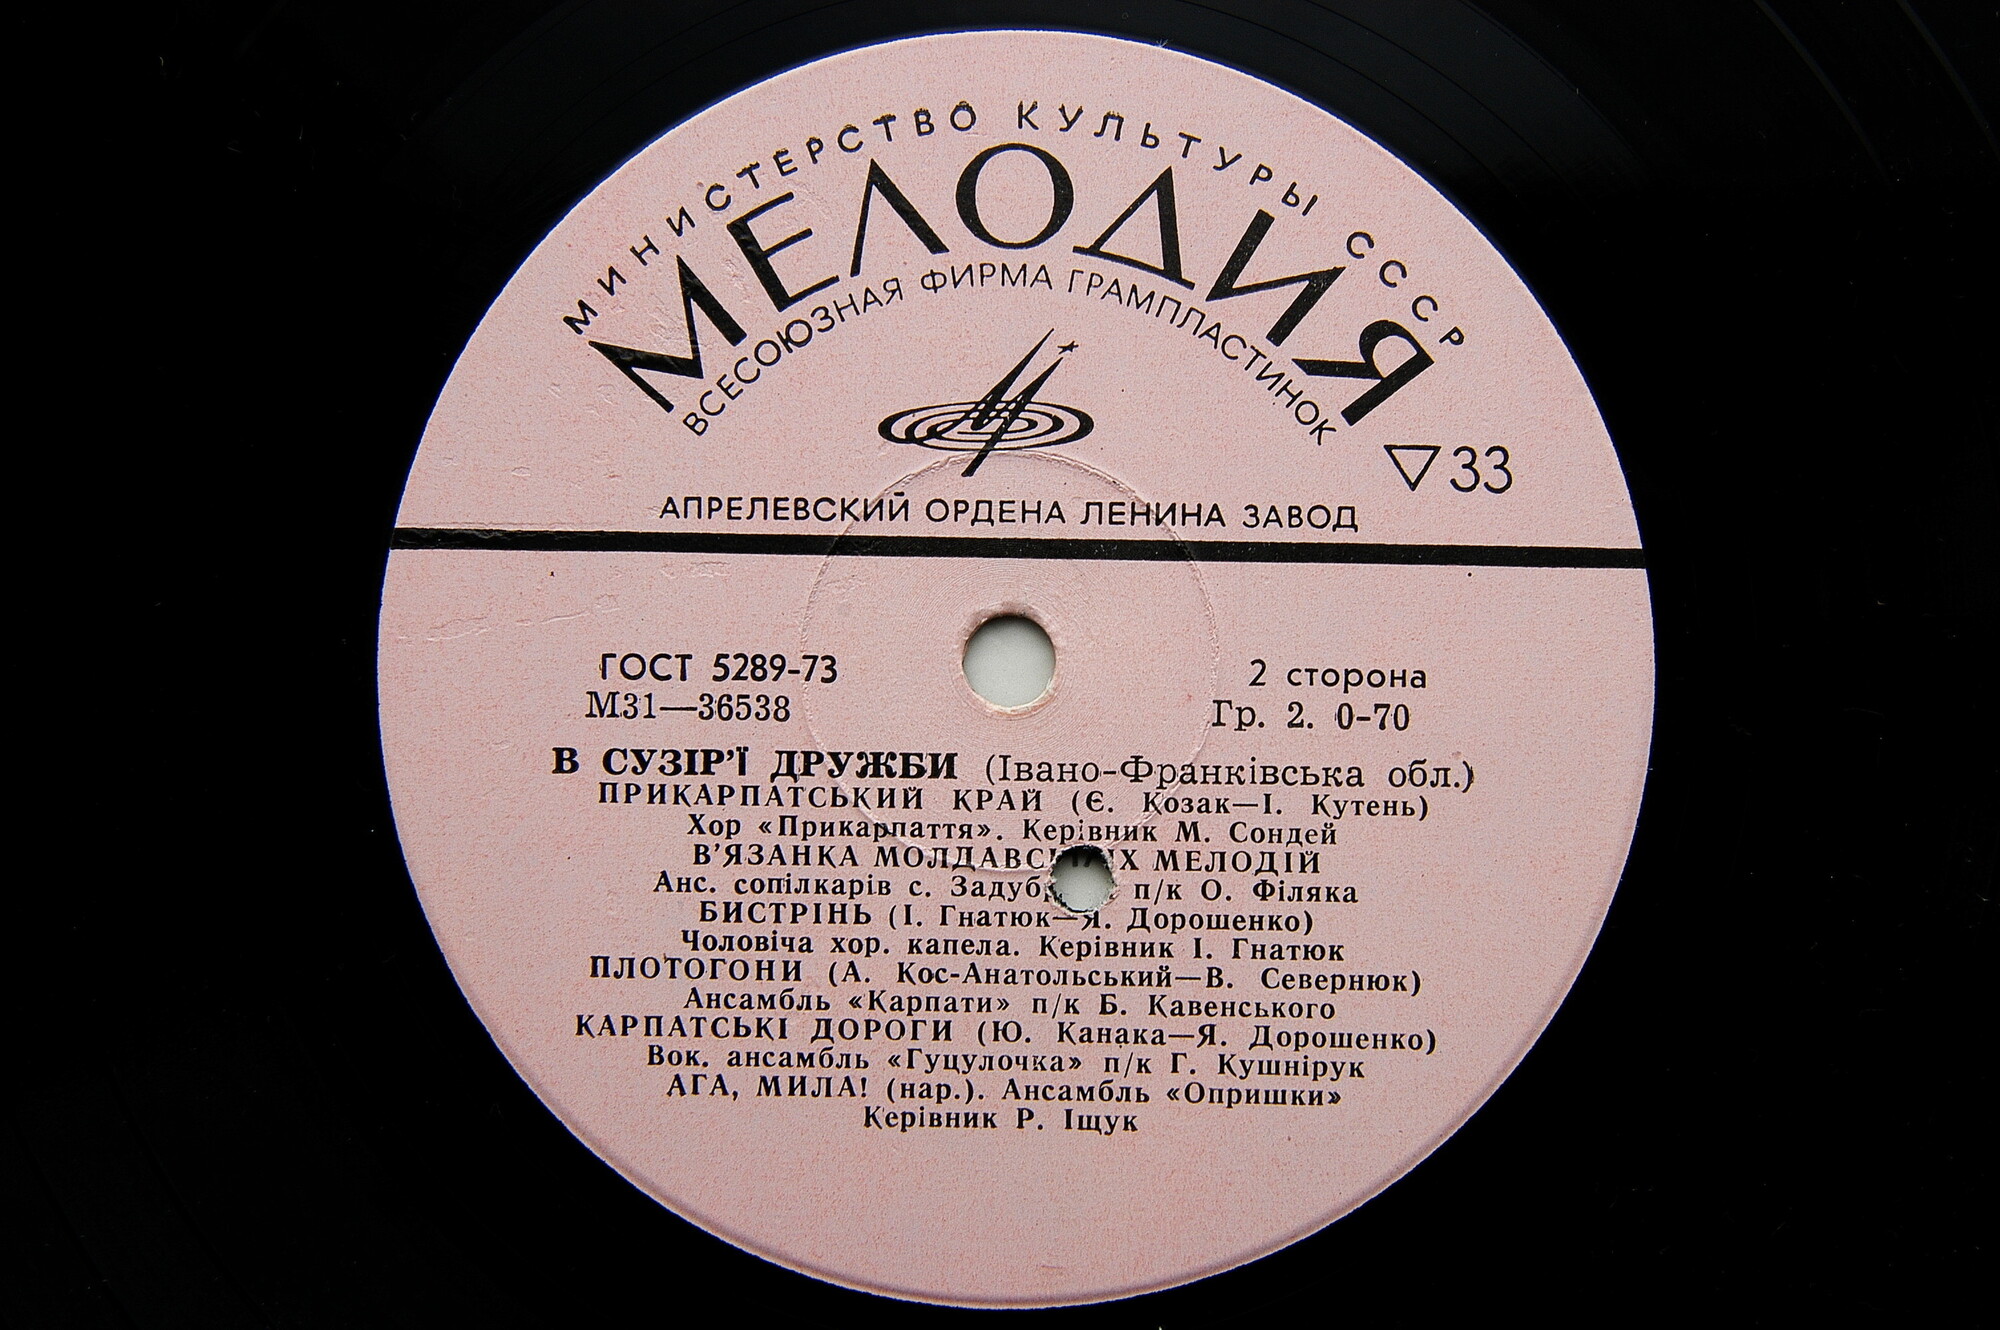 МИНИСТЕРСТВО КУЛЬТУРЫ СССР
МЕЛОДИЯ
ВСЕСОЮЗНАЯ ФИРМА ГРАМПЛАСТИНОК
33
АПРЕЛЕВСКИЙ ОРДЕНА ЛЕНИНА ЗАВОД
ГОСТ 5289-73
2 сторона
М31—36538
Гр. 2. 0-70
В СУЗІР'Ї ДРУЖБИ (Івано-Франківська обл.)
ПРИКАРПАТСЬКИЙ КРАЙ (Є. Козак—І. Кутень)
Хор «Прикарпаття». Керівник М. Сондей
В'ЯЗАНКА МЕЛОДІЙ
Анс. сопілкарів с. п/к О. Філяка
БИСТРІНЬ (І. Гнатюк—Я. Дорошенко)
Чоловіча хор. капела. Керівник І. Гнатюк
ПЛОТОГОНИ (А. Кос-Анатольський—В. Севернюк)
Ансамбль «Карпати» п/к Б. Кавенського
КАРПАТСЬКІ ДОРОГИ (Ю. Канака—Я. Дорошенко)
Вок. ансамбль «Гуцулочка» п/к Г. Кушнірук
АГА, МИЛА! (нар.). Ансамбль «Опришки»
Керівник Р. Іщук